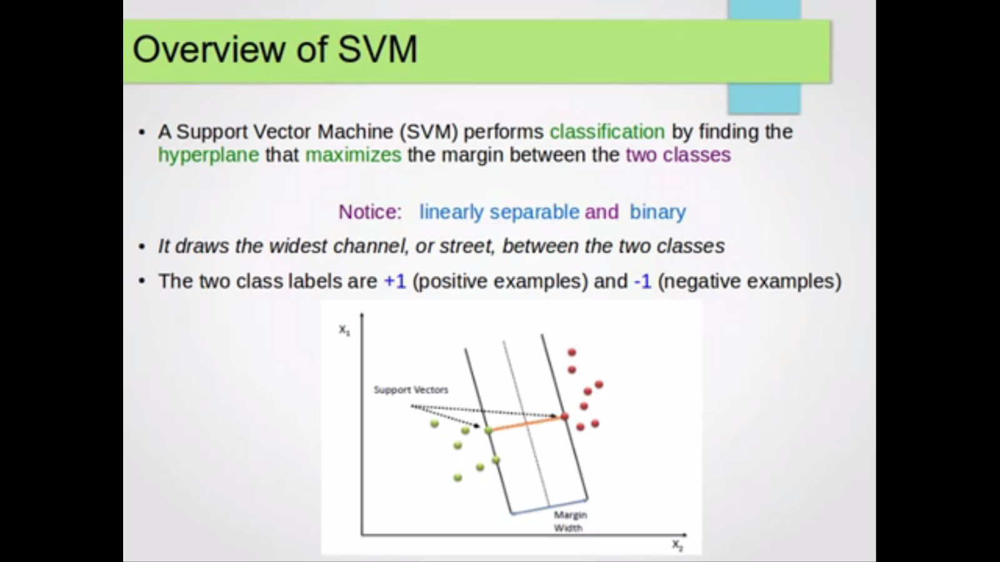 Overview of SVM
• A Support Vector Machine (SVM) performs classification by finding the
hyperplane that maximizes the margin between the two classes
Notice: linearly separable and binary
• It draws the widest channel, or street, between the two classes
• The two class labels are +1 (positive examples) and -1 (negative examples)
X₁
Support Vectors
Margin
Width
X₂